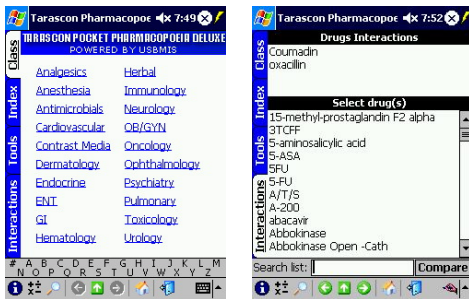 Tarascon Pharmacopoe 7:49
TARASCON POCKET PHARMACOPOEIA DELUXE
POWERED BY USBMIS
Class
Index
Tools
Interactions
Analgesics Herbal
Anesthesia Immunology
Antimicrobials Neurology
Cardiovascular OB/GYN
Contrast Media Oncology
Dermatology Ophthalmology
Endocrine Psychiatry
ENT Pulmonary
GI Toxicology
Hematology Urology
# A B C D E F G H I J K L M
N O P Q R S T U V W X Y Z
Tarascon Pharmacopoe 7:52
Class
Index
Tools
Interactions
Drugs Interactions
Coumadin
oxacillin
Select drug(s)
15-methyl-prostaglandin F2 alpha
3TCFF
5-aminosalicylic acid
5-ASA
5FU
5-FU
A/T/S
A-200
abacavir
Abbokinase
Abbokinase Open -Cath
Search list: Compare